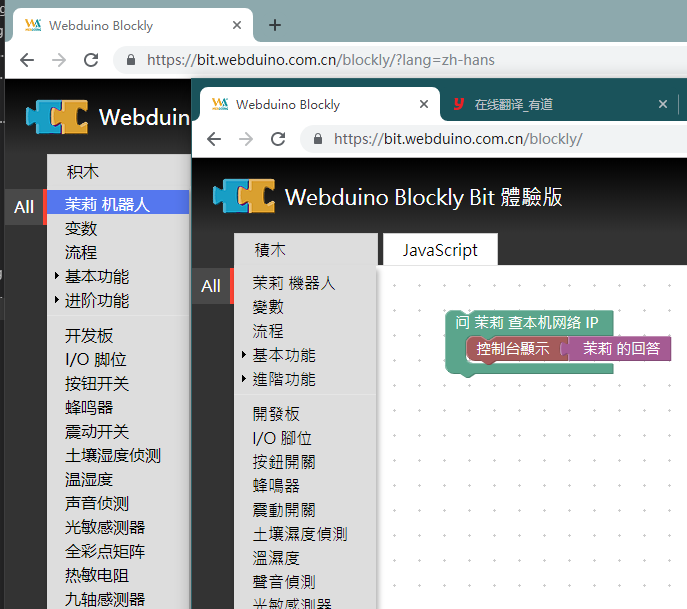 Webduino Blockly
https://bit.webduino.com.cn/blockly/?lang=zh-hans
Webduin
积木
All
茉莉 机器人
变数
流程
基本功能
进阶功能
开发板
I/O 脚位
按钮开关
蜂鸣器
震动开关
土壤湿度侦测
温湿度
声音侦测
光敏感测器
全彩点矩阵
热敏电阻
九轴感测器
Webduino Blockly
在线翻译_有道
https://bit.webduino.com.cn/blockly/
Webduino Blockly Bit 體驗版
積木
JavaScript
All
茉莉 機器人
變數
流程
基本功能
進階功能
開發板
I/O 腳位
按鈕開關
蜂鳴器
震動開關
土壤濕度偵測
溫濕度
聲音偵測
光敏感測器
问 茉莉 查本机网络 IP
控制台顯示 茉莉 的回答